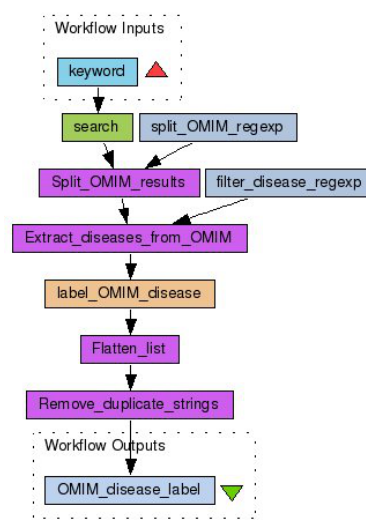 Workflow Inputs
keyword
search
split_OMIM_regexp
Split_OMIM_results
filter_disease_regexp
Extract_diseases_from_OMIM
label_OMIM_disease
Flatten_list
Remove_duplicate_strings
Workflow Outputs
OMIM_disease_label